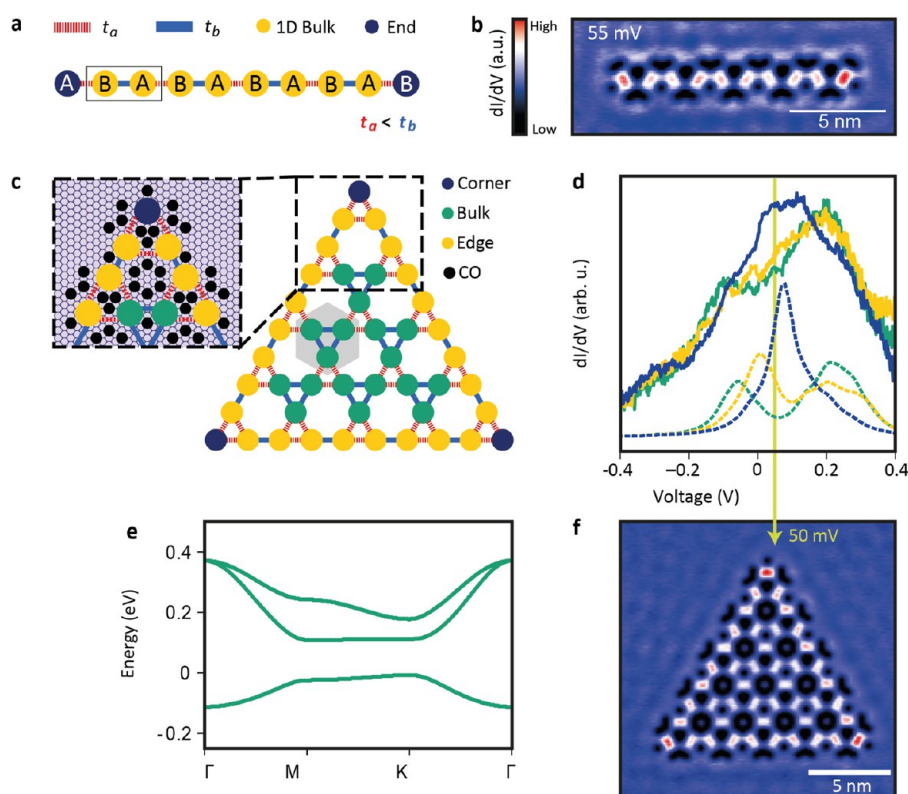 a
t_a
t_b
1D Bulk
End
A B A B A B A B A B
t_a < t_b
b
dI/dV (a.u.)
High
Low
55 mV
5 nm
c
Corner
Bulk
Edge
CO
d
dI/dV (arb. u.)
-0.4 -0.2 0 0.2 0.4
Voltage (V)
50 mV
e
Energy (eV)
0.4
0.2
0
-0.2
Γ M K Γ
f
5 nm